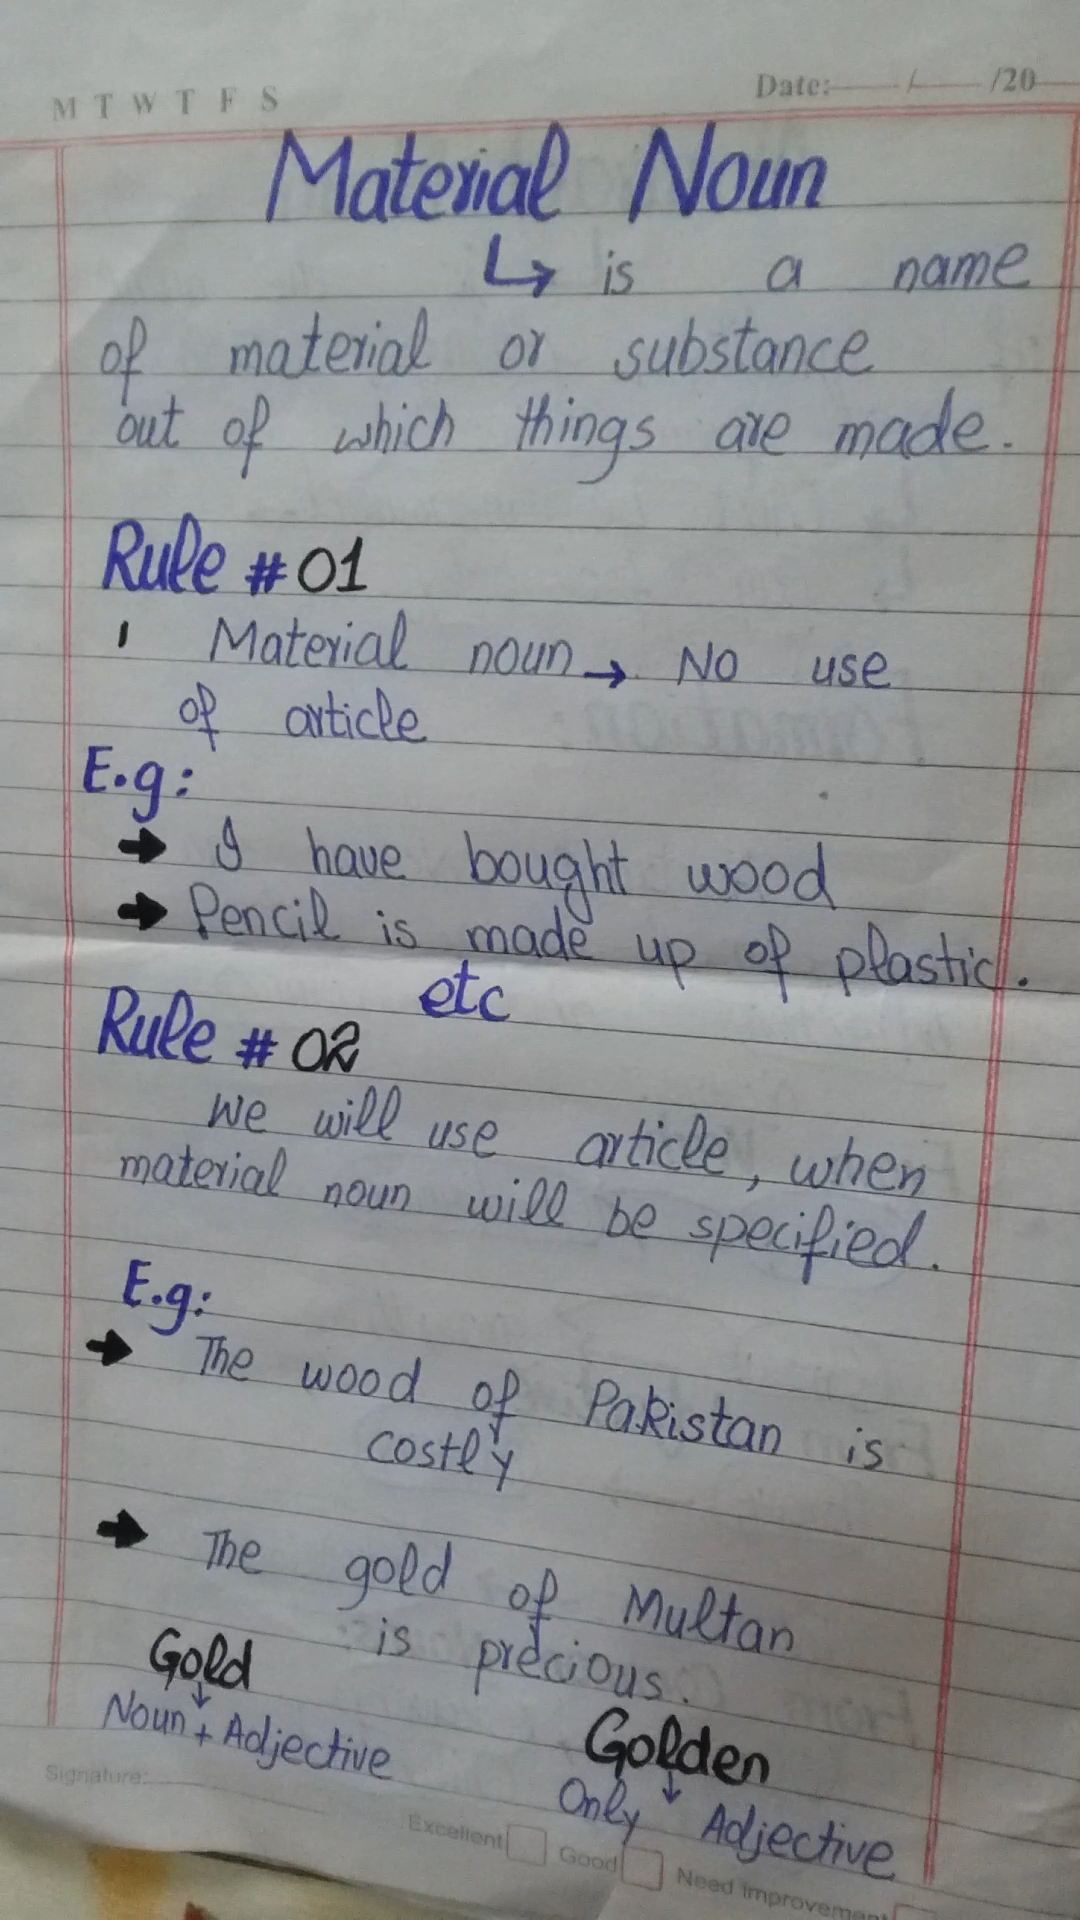 M T W T F S Date: / /20
Material Noun
↳ is a name
of material or substance
out of which things are made.
Rule # 01
Material noun → No use
of article
E.g:
➔ I have bought wood
➔ Pencil is made up of plastic.
etc
Rule # 02
We will use article, when
material noun will be specified.
E.g:
➔ The wood of Pakistan is
costly
➔ The gold of Multan
is precious.
Gold
↓
Noun + Adjective
Golden
↓
Only Adjective
Signature:
Excellent Good Need Improvement